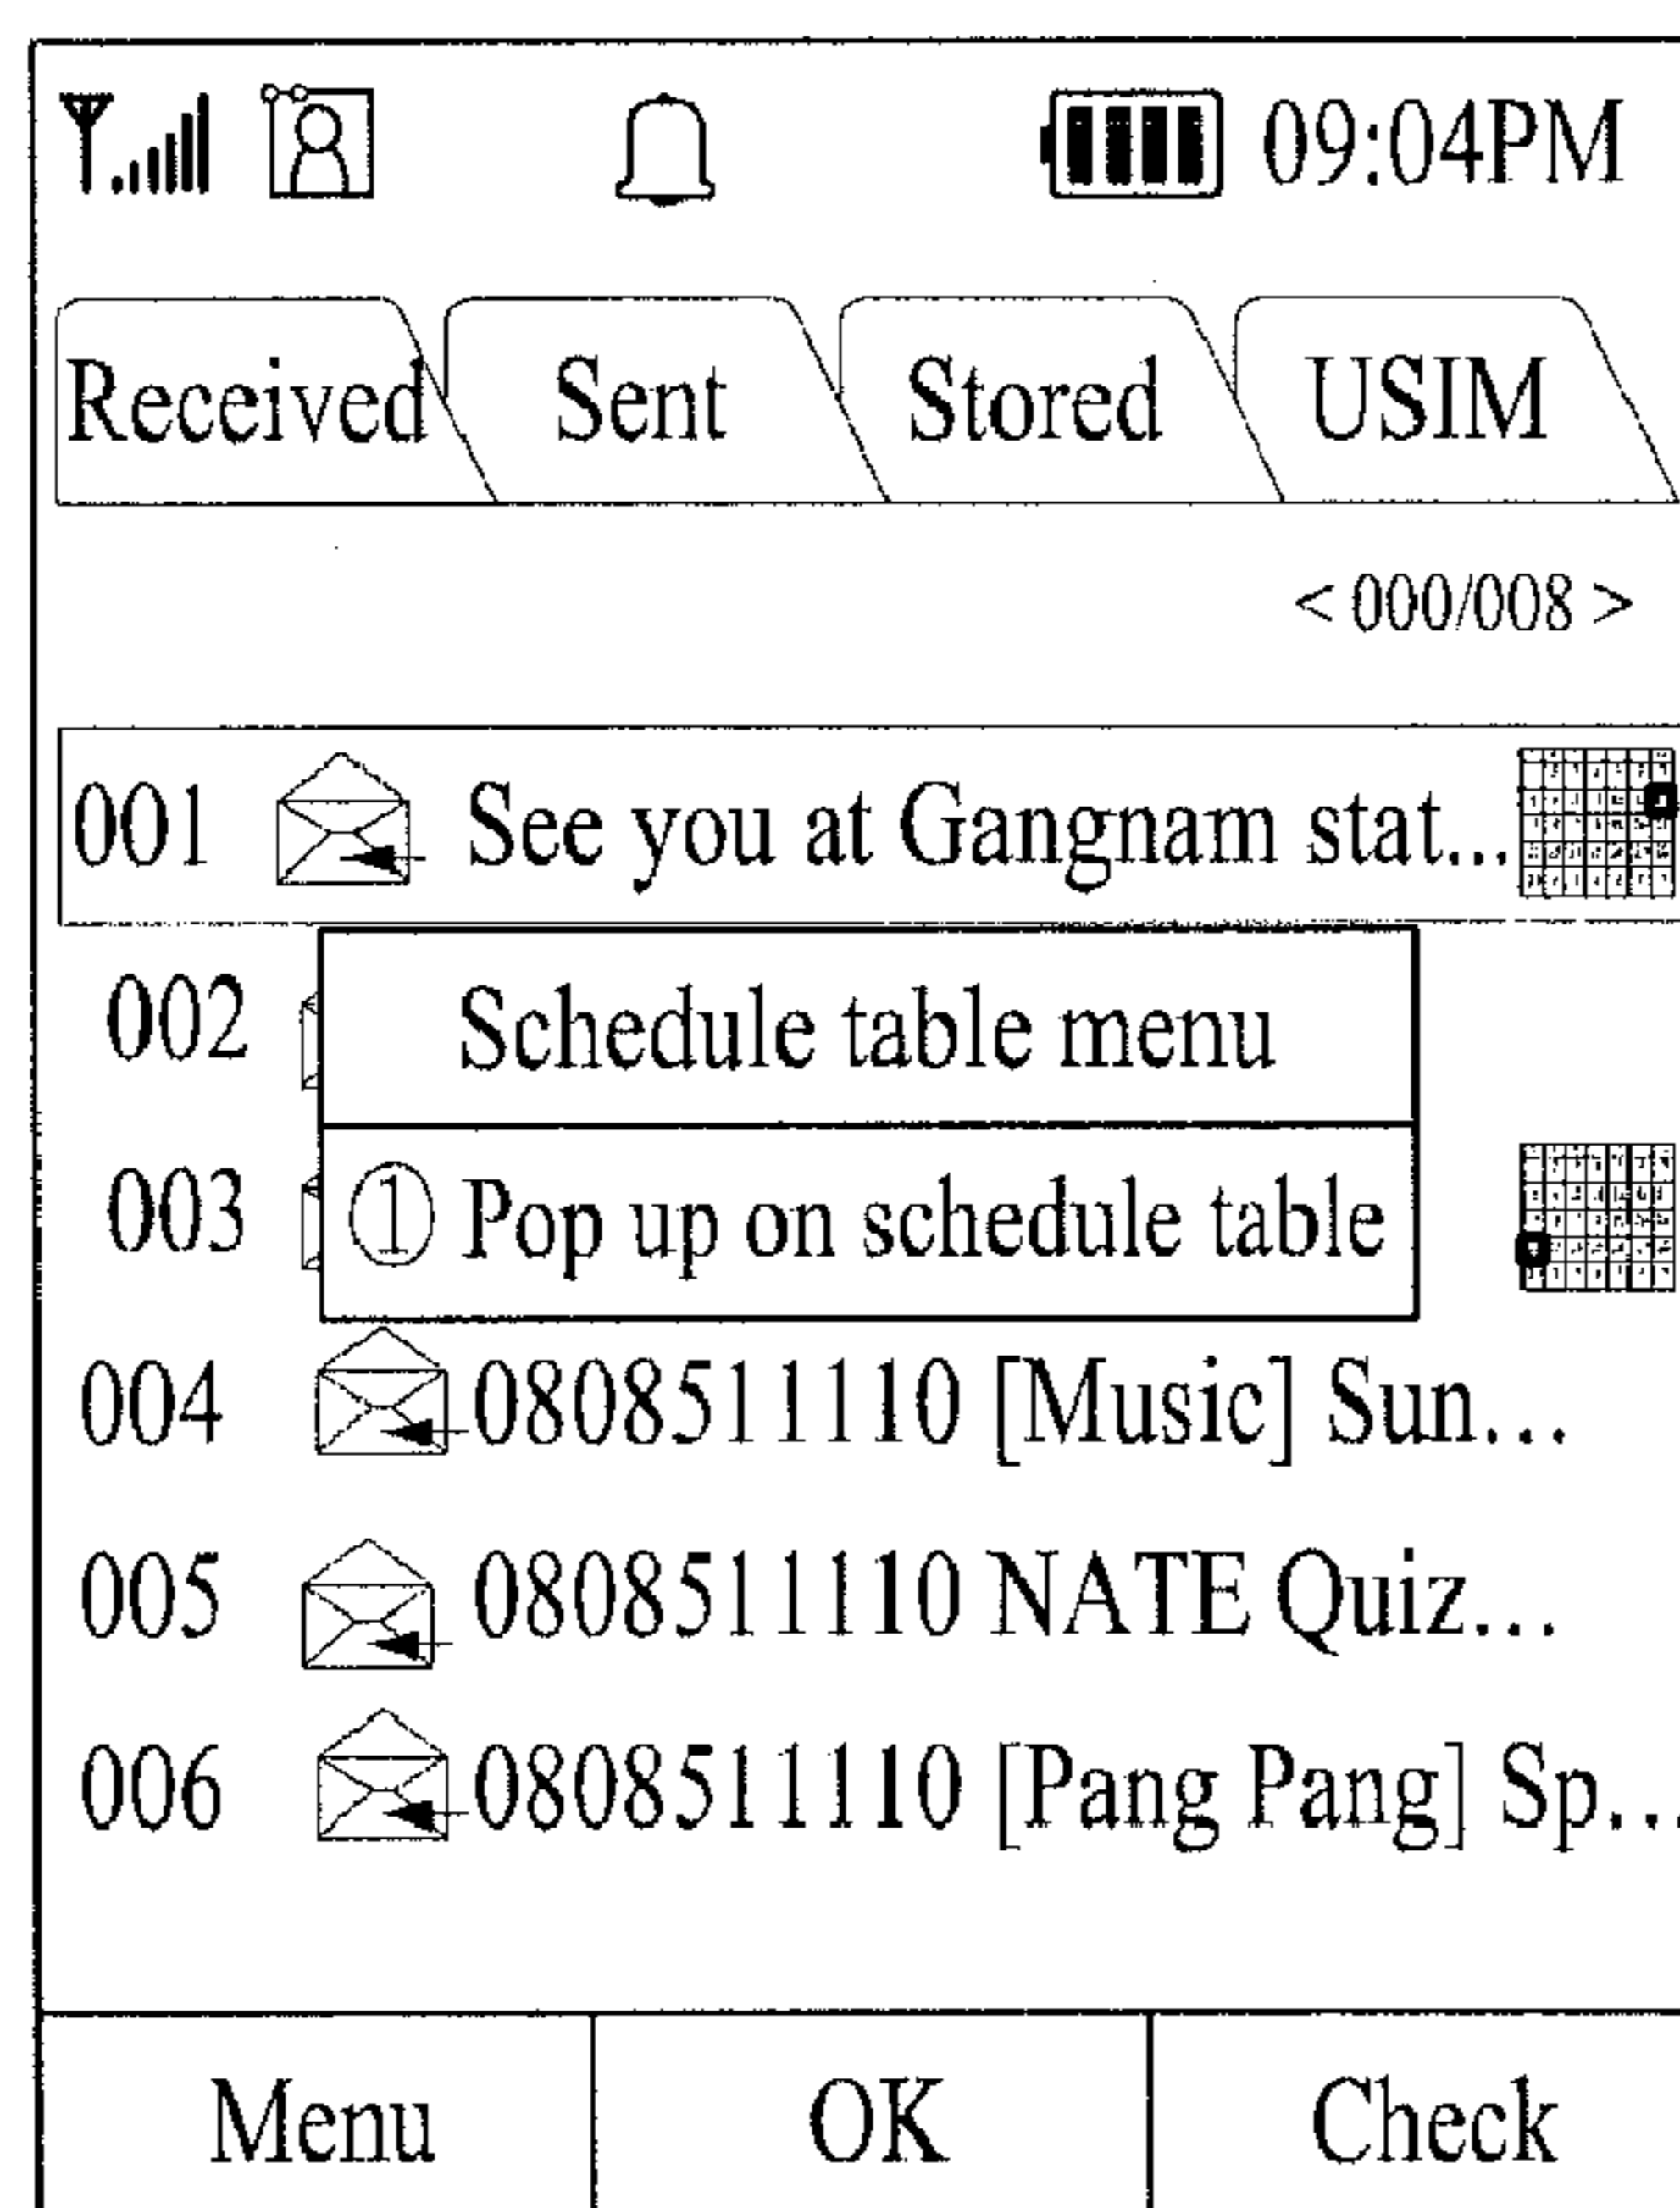 09:04PM
Received Sent Stored USIM
< 000/008 >
001 See you at Gangnam stat...
002
Schedule table menu
003
1 Pop up on schedule table
004 0808511110 [Music] Sun...
005 0808511110 NATE Quiz...
006 0808511110 [Pang Pang] Sp...
Menu OK Check